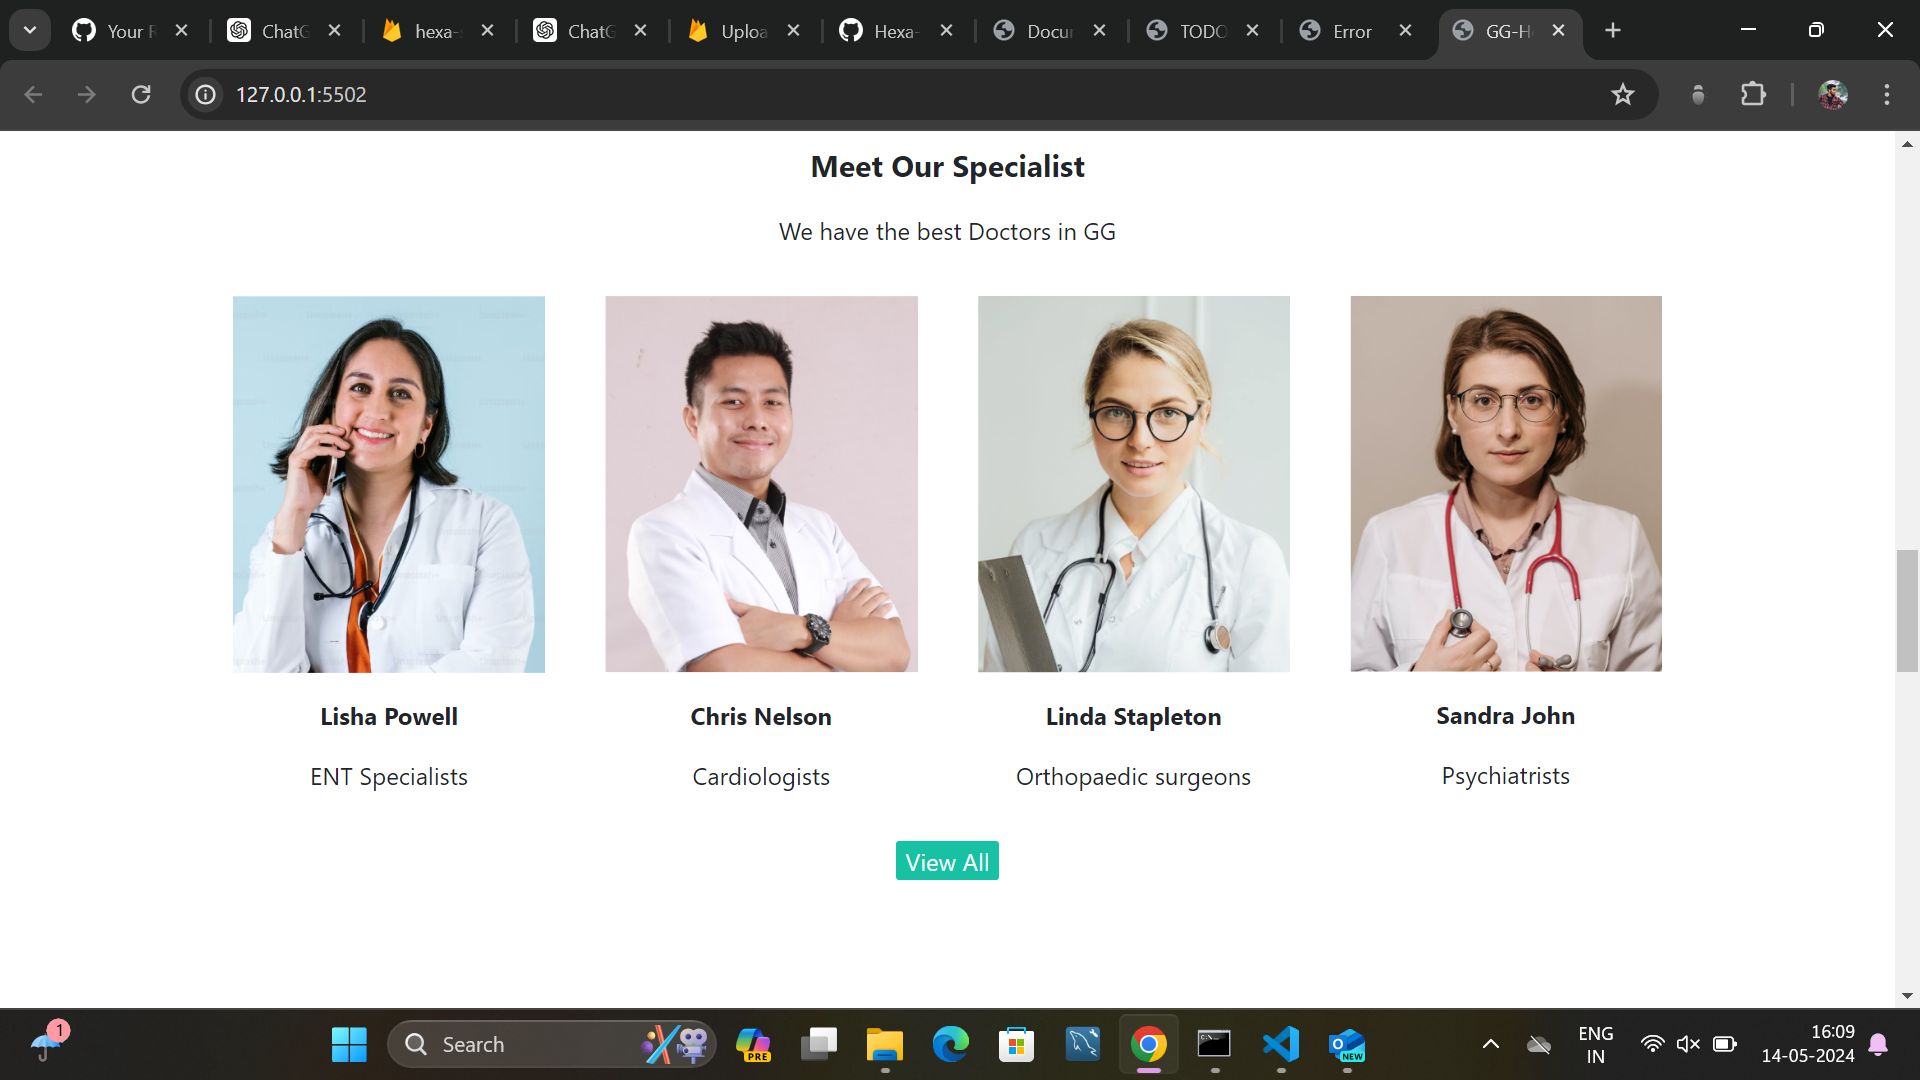 Your R
ChatG
hexa-
ChatG
Uploa
Hexa-
Docur
TODO
Error
GG-H
127.0.0.1:5502
Meet Our Specialist
We have the best Doctors in GG
Lisha Powell
Chris Nelson
Linda Stapleton
Sandra John
ENT Specialists
Cardiologists
Orthopaedic surgeons
Psychiatrists
View All
1
Search
PRE
NEW
ENG
IN
16:09
14-05-2024